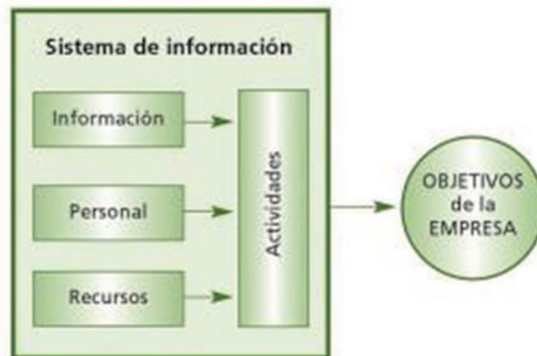 Sistema de información
Información
Personal
Recursos
Actividades
OBJETIVOS
de la
EMPRESA